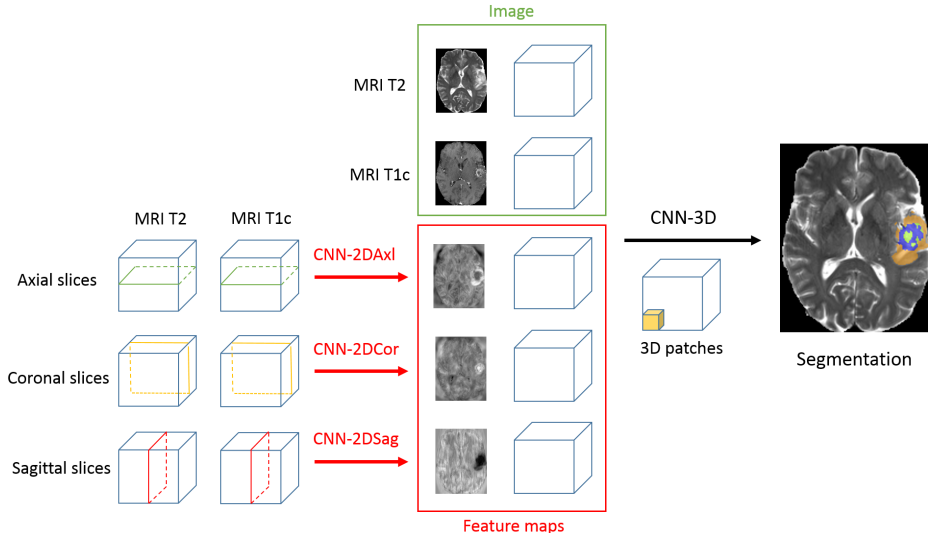 Image
MRI T2
MRI T1c
MRI T2
MRI T1c
Axial slices
CNN-2DAxl
Coronal slices
CNN-2DCor
Sagittal slices
CNN-2DSag
Feature maps
CNN-3D
3D patches
Segmentation